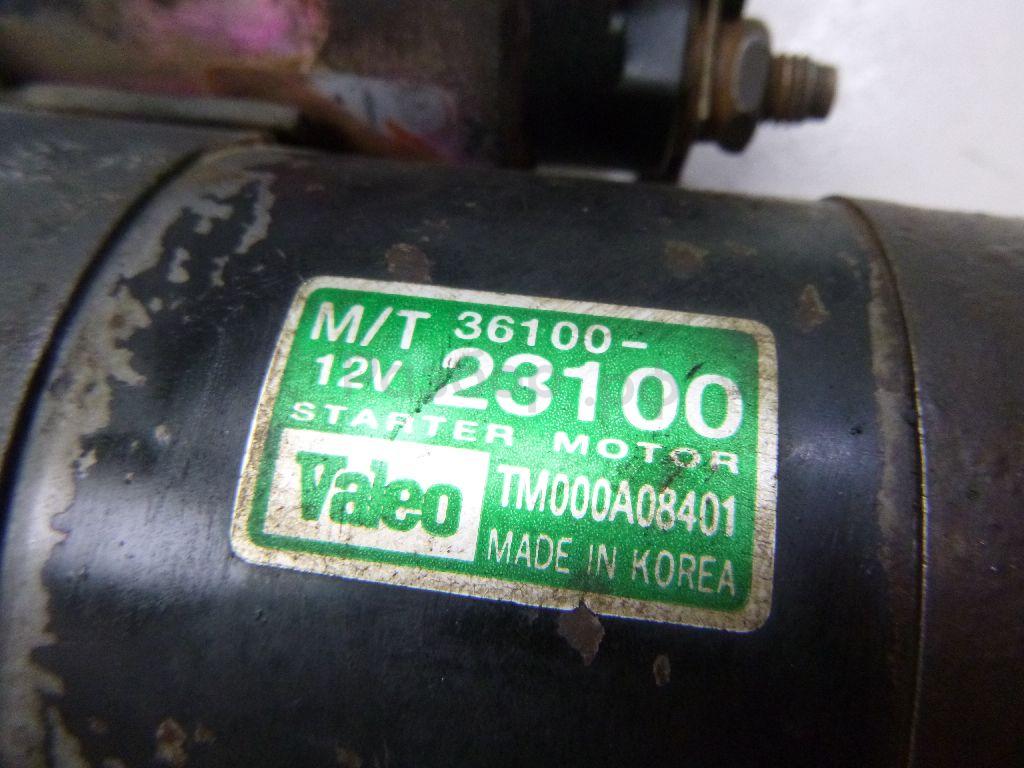 M/T 36100-
12V 23100
STARTER MOTOR
Valeo TM000A08401
MADE IN KOREA